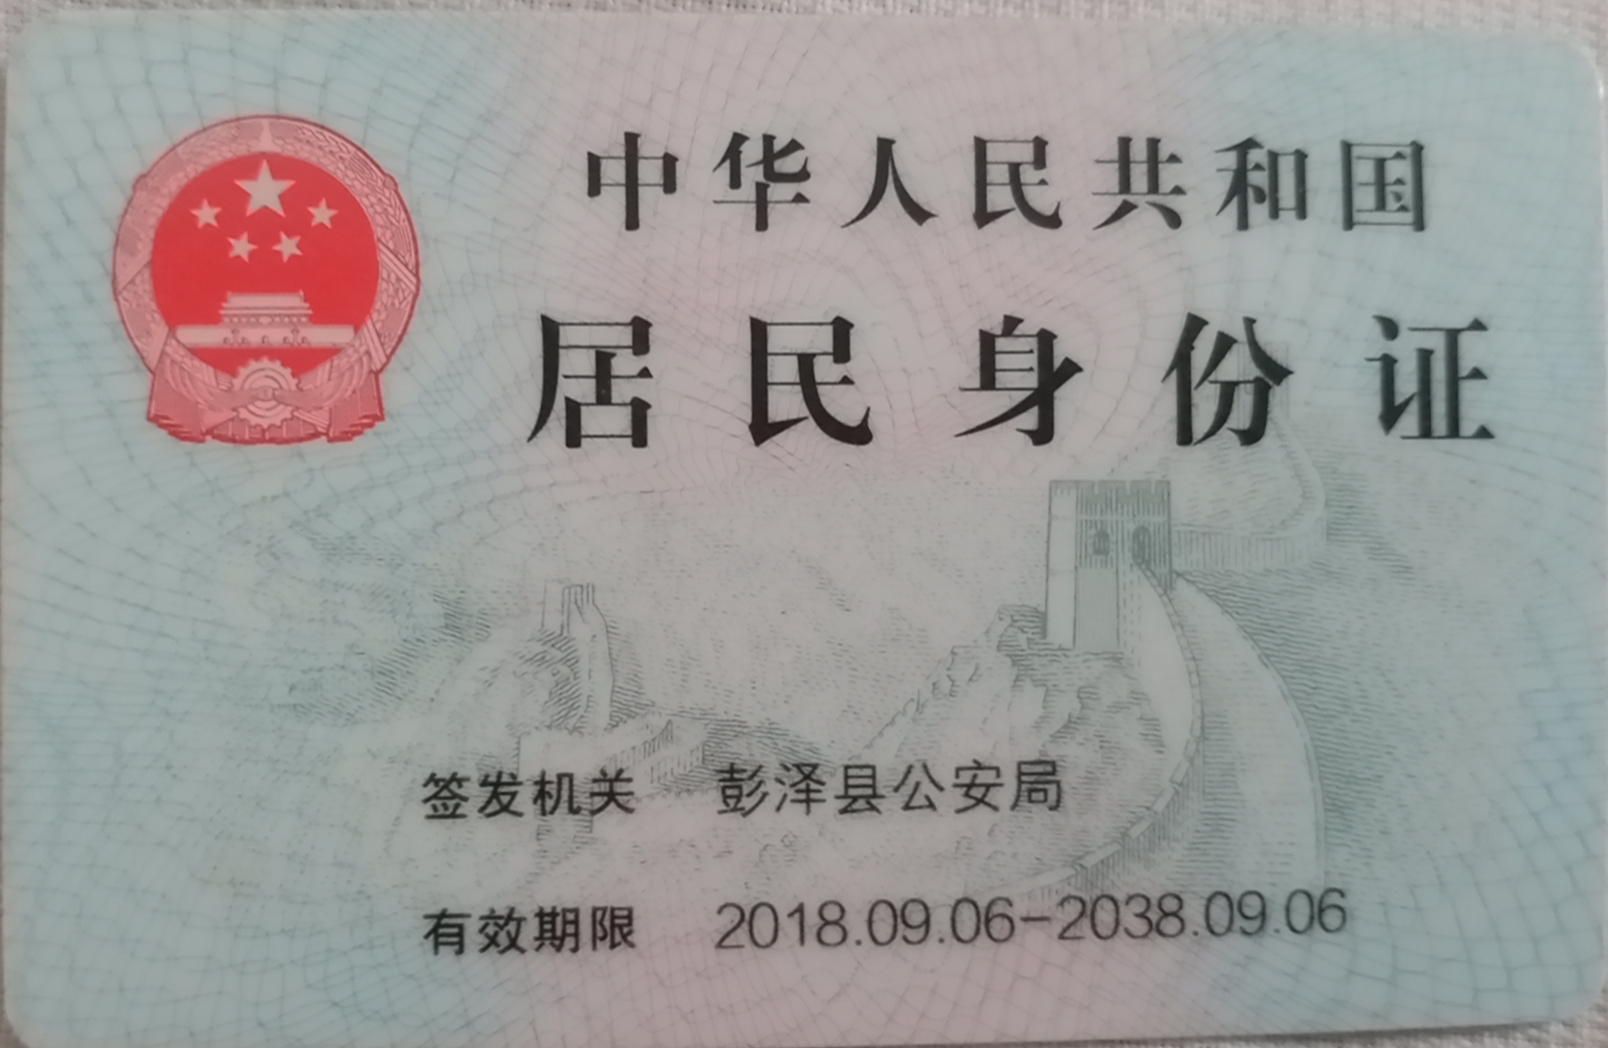 中华人民共和国
居民身份证
签发机关 彭泽县公安局
有效期限 2018.09.06-2038.09.06